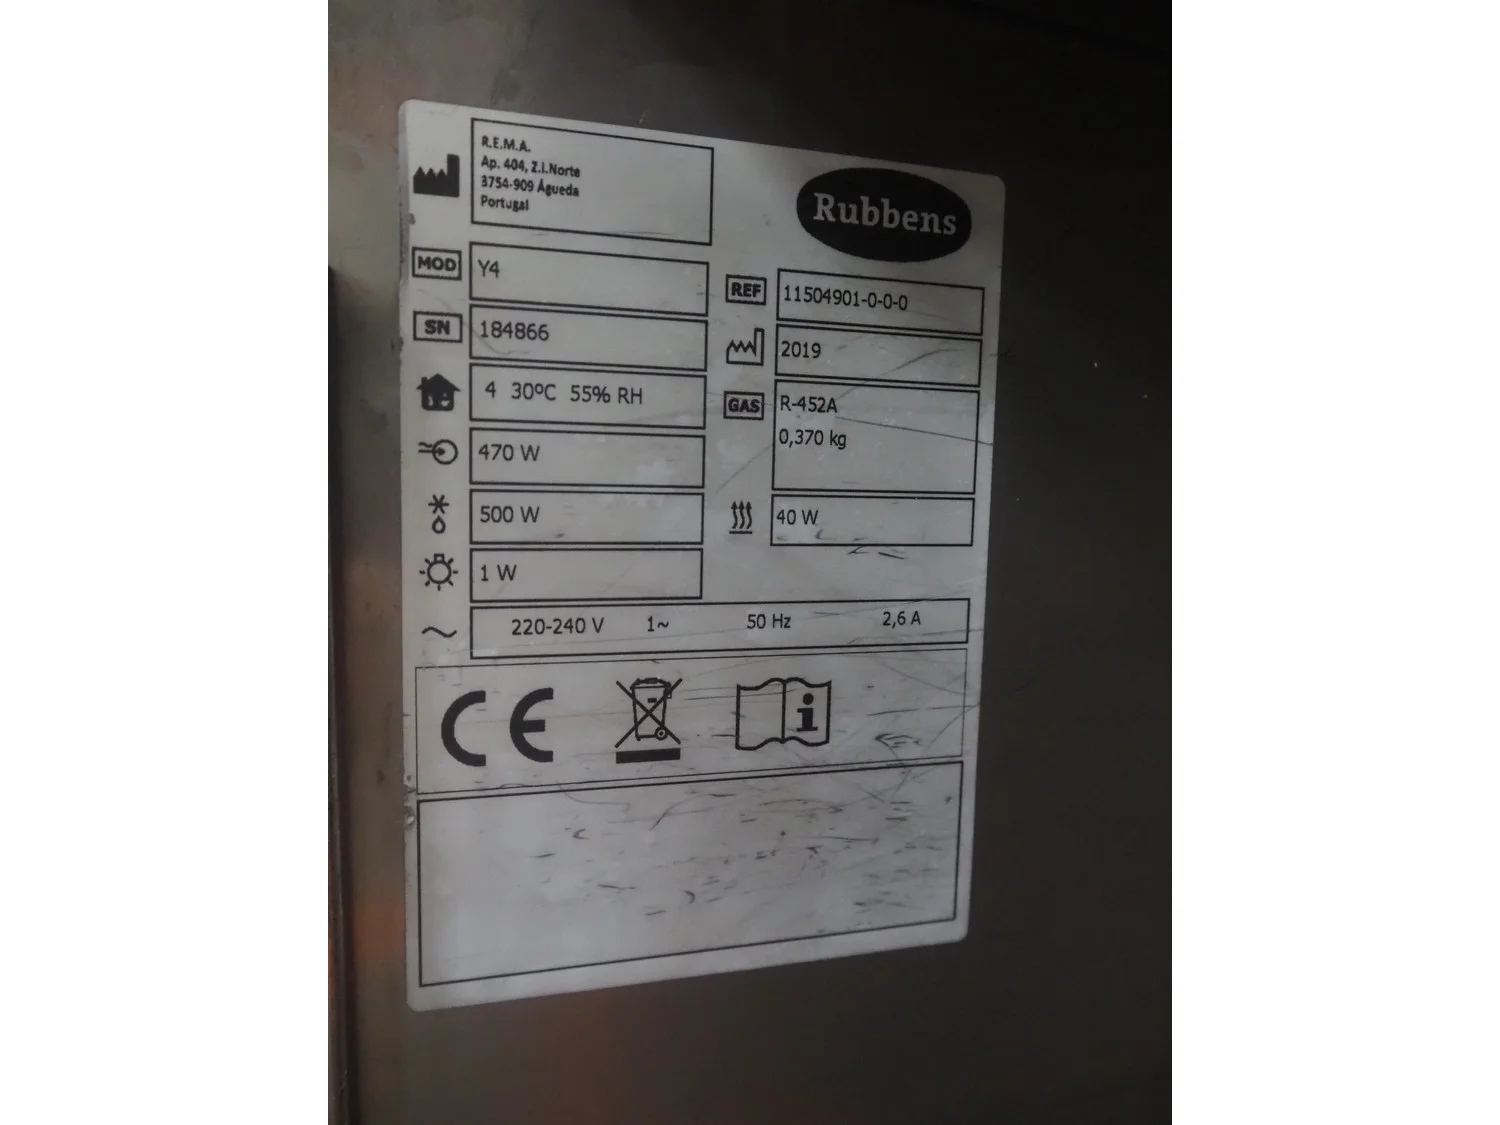 R.E.M.A.
Ap. 404, Z.I.Norte
3754-909 Águeda
Portugal
Rubbens
MOD Y4
REF 11504901-0-0-0
SN 184866
2019
4 30ºC 55% RH
GAS R-452A
0,370 kg
470 W
500 W
40 W
1 W
220-240 V 1~ 50 Hz 2,6 A
CE
i